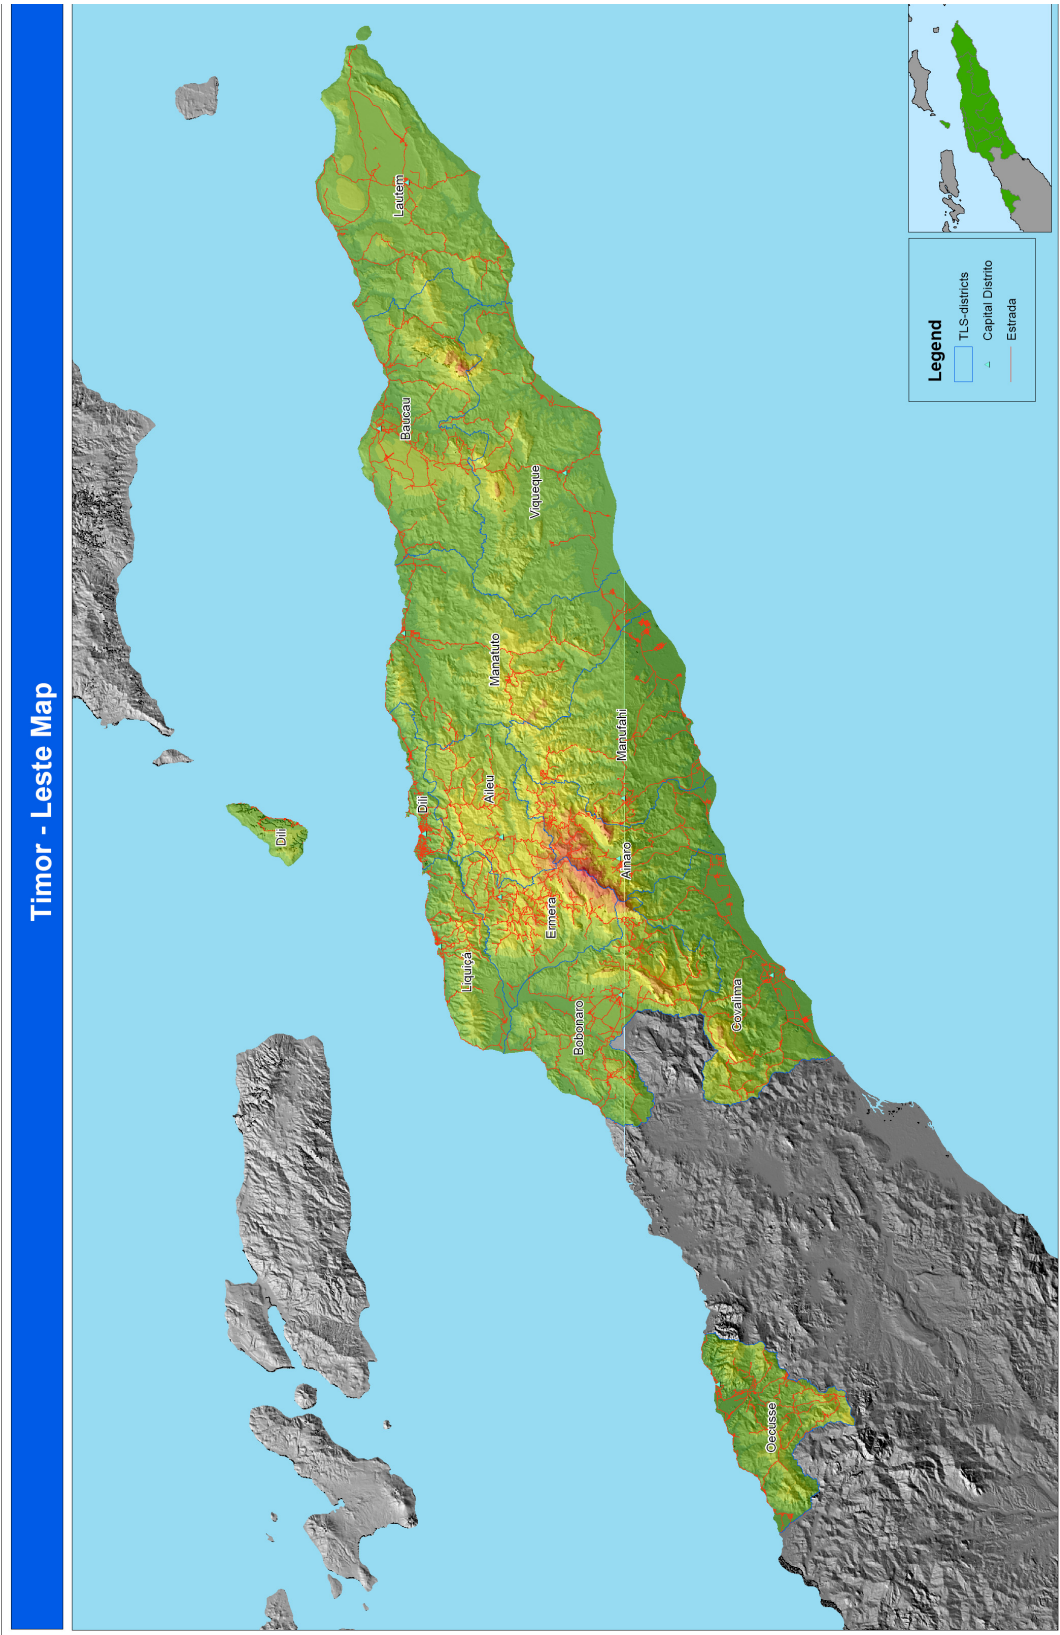 Timor - Leste Map
Dili
Lautem
Baucau
Viqueque
Manatuto
Dili
Aileu
Manufahi
Ainaro
Ermera
Liquiçá
Bobonaro
Covalima
Oecusse
Legend
TLS-districts
Capital Distrito
Estrada